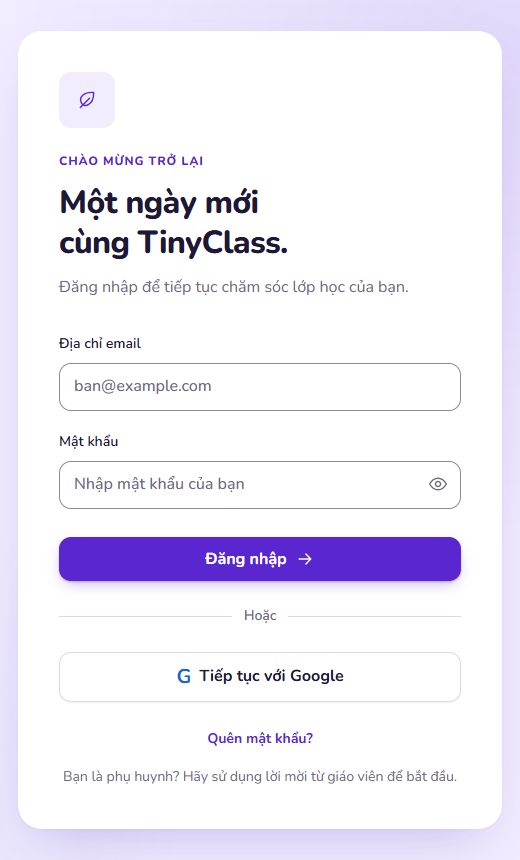 CHÀO MỪNG TRỞ LẠI
Một ngày mới
cùng TinyClass.
Đăng nhập để tiếp tục chăm sóc lớp học của bạn.
Địa chỉ email
ban@example.com
Mật khẩu
Nhập mật khẩu của bạn
Đăng nhập →
Hoặc
G Tiếp tục với Google
Quên mật khẩu?
Bạn là phụ huynh? Hãy sử dụng lời mời từ giáo viên để bắt đầu.